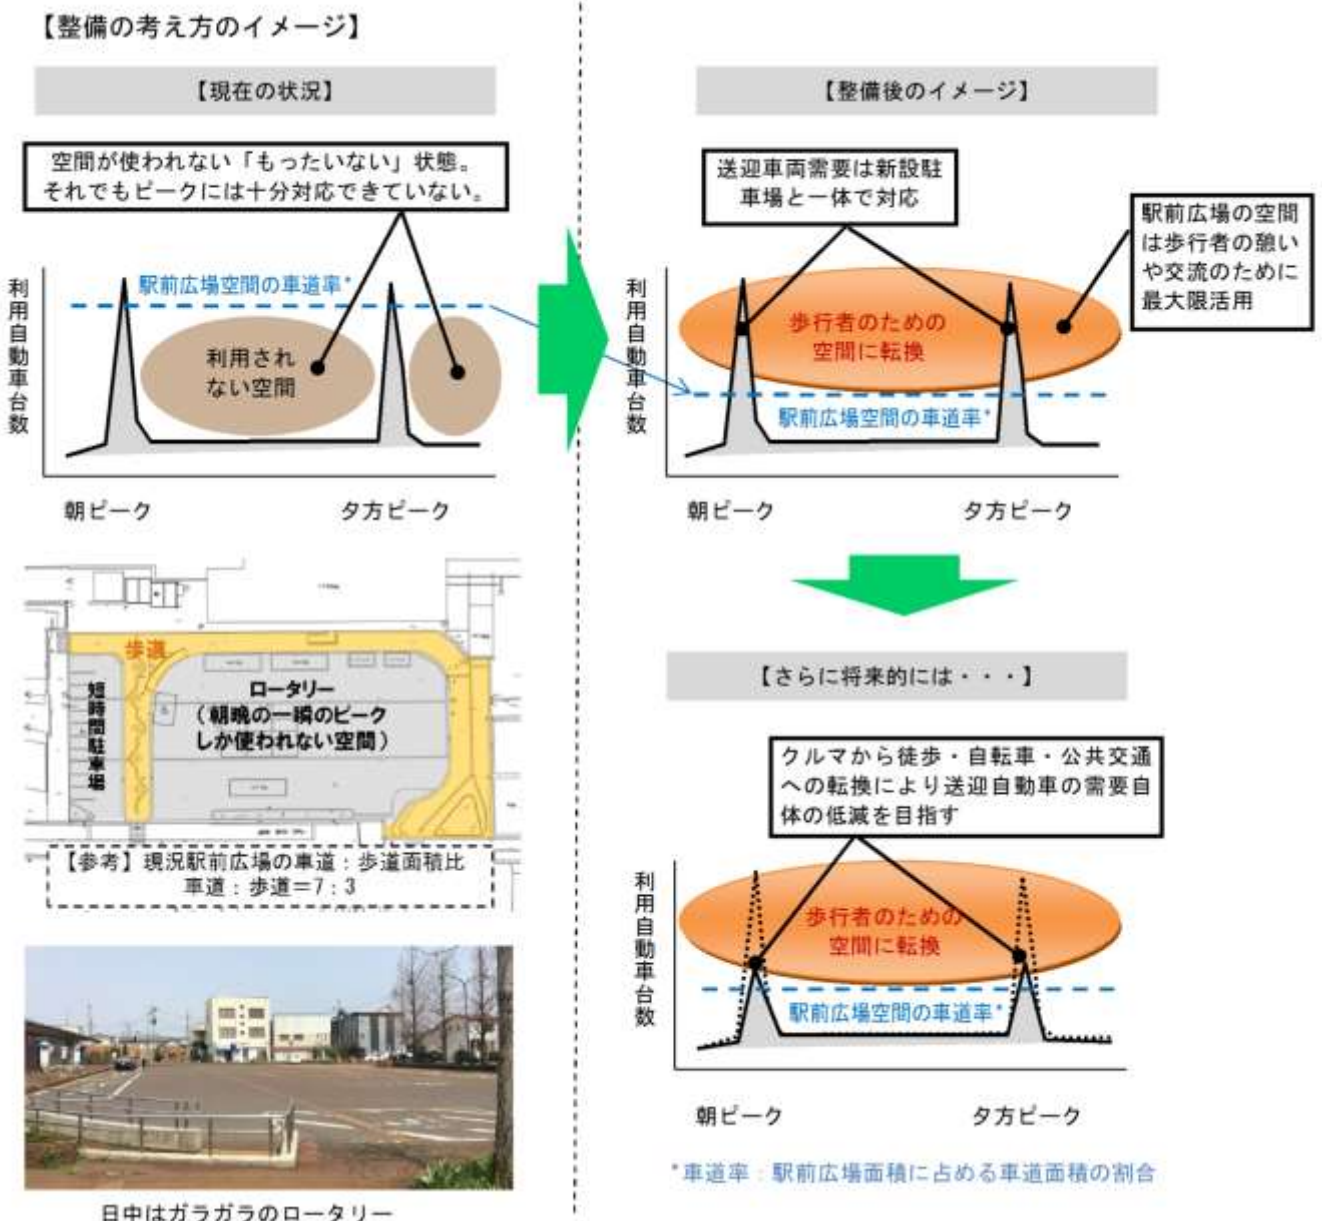 【整備の考え方のイメージ】
【現在の状況】
空間が使われない「もったいない」状態。
それでもピークには十分対応できていない。
利用自動車台数
駅前広場空間の車道率*
利用され
ない空間
朝ピーク
夕方ピーク
歩道
短時間駐車場
ロータリー
(朝晩の一瞬のピーク
しか使われない空間)
【参考】現況駅前広場の車道：歩道面積比
車道：歩道＝7：3
日中はガラガラのロータリー
【整備後のイメージ】
送迎車両需要は新設駐
車場と一体で対応
駅前広場の空間
は歩行者の憩い
や交流のために
最大限活用
利用自動車台数
歩行者のための
空間に転換
駅前広場空間の車道率*
朝ピーク
夕方ピーク
【さらに将来的には・・・】
クルマから徒歩・自転車・公共交通
への転換により送迎自動車の需要自
体の低減を目指す
利用自動車台数
歩行者のための
空間に転換
駅前広場空間の車道率*
朝ピーク
夕方ピーク
*車道率：駅前広場面積に占める車道面積の割合